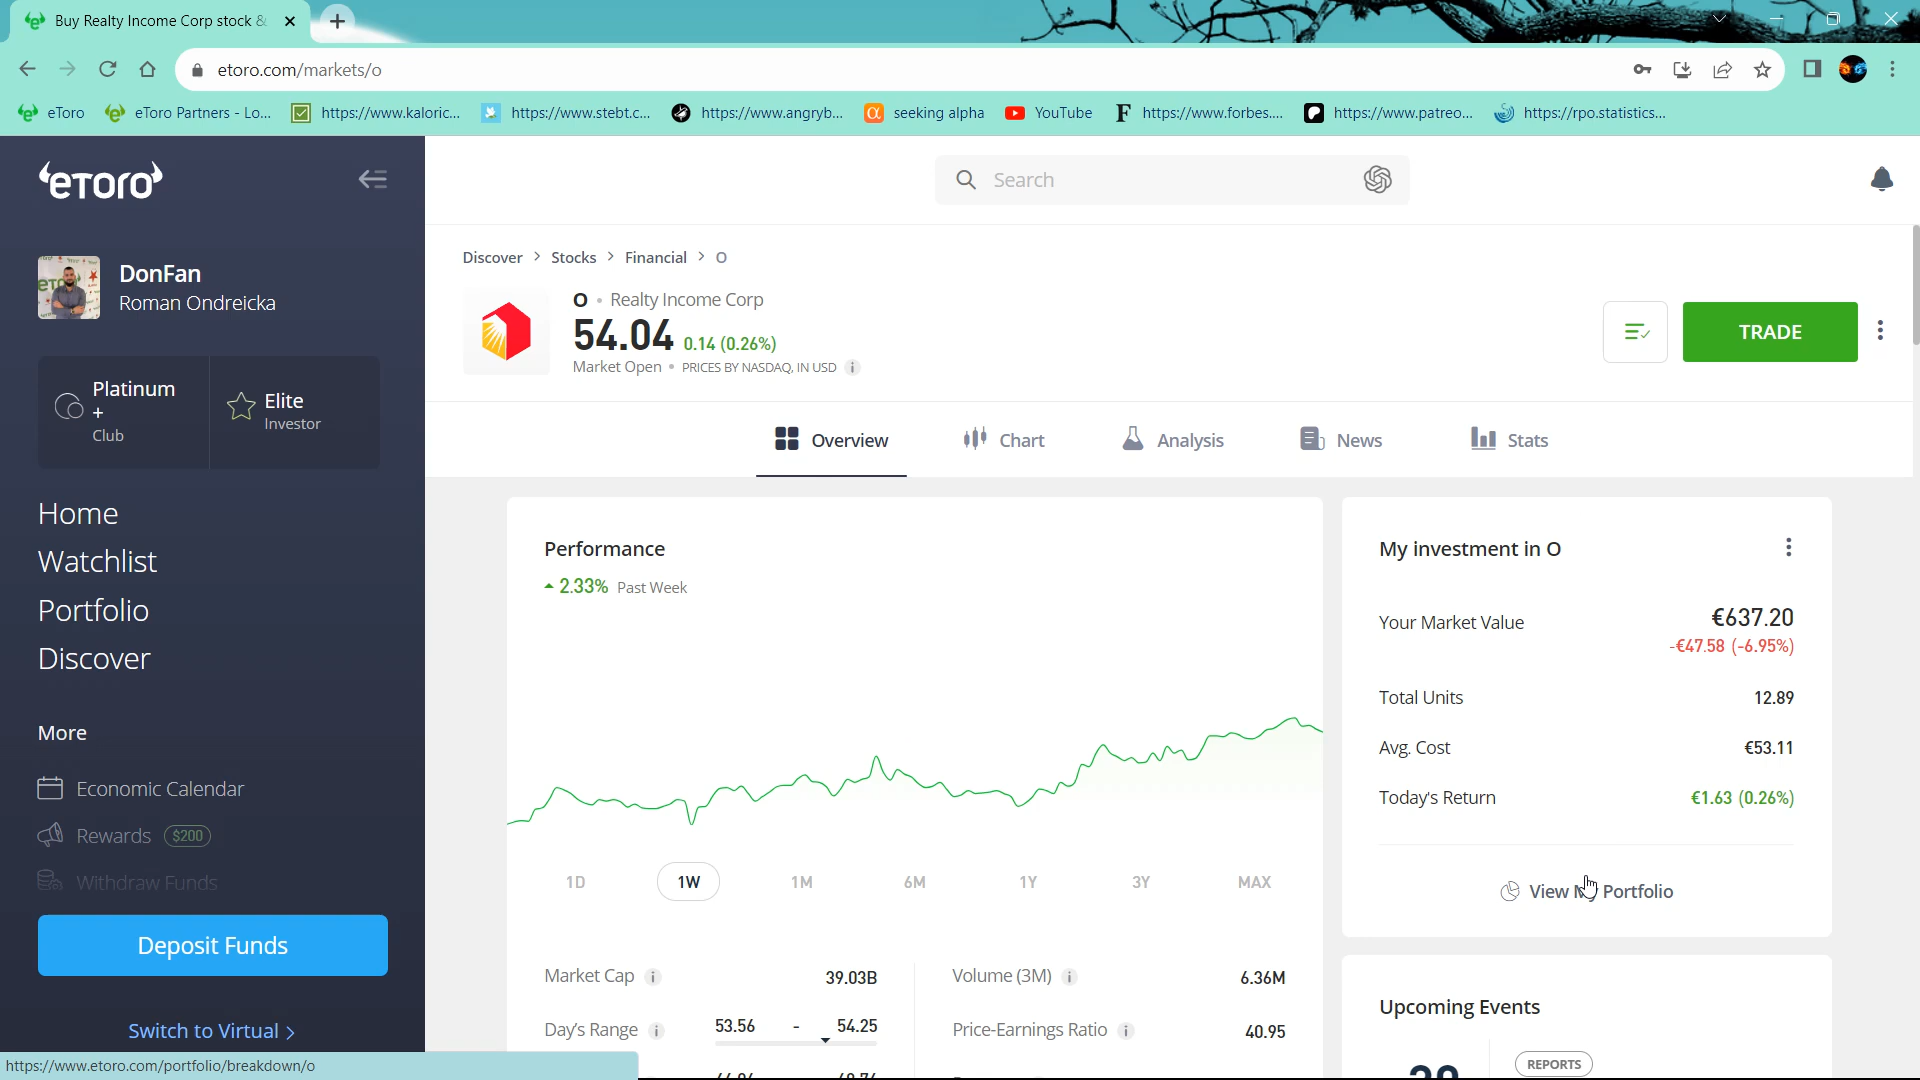 Buy Realty Income Corp stock &
etoro.com/markets/o
eToro
eToro Partners - Lo...
https://www.kaloric...
https://www.stebt.c...
https://www.angryb...
seeking alpha
YouTube
https://www.forbes....
https://www.patreo...
https://rpo.statistics...
eTORO
Search
DonFan
Roman Ondreicka
Platinum
+
Club
Elite
Investor
Home
Watchlist
Portfolio
Discover
More
Economic Calendar
Rewards $200
Withdraw Funds
Deposit Funds
Switch to Virtual >
https://www.etoro.com/portfolio/breakdown/o
Discover > Stocks > Financial > O
O • Realty Income Corp
54.04 0.14 (0.26%)
Market Open • PRICES BY NASDAQ, IN USD
TRADE
Overview
Chart
Analysis
News
Stats
Performance
2.33% Past Week
1D
1W
1M
6M
1Y
3Y
MAX
Market Cap 39.03B
Volume (3M) 6.36M
Day's Range 53.56 - 54.25
Price-Earnings Ratio 40.95
My investment in O
Your Market Value €637.20
-€47.58 (-6.95%)
Total Units 12.89
Avg. Cost €53.11
Today's Return €1.63 (0.26%)
View My Portfolio
Upcoming Events
REPORTS